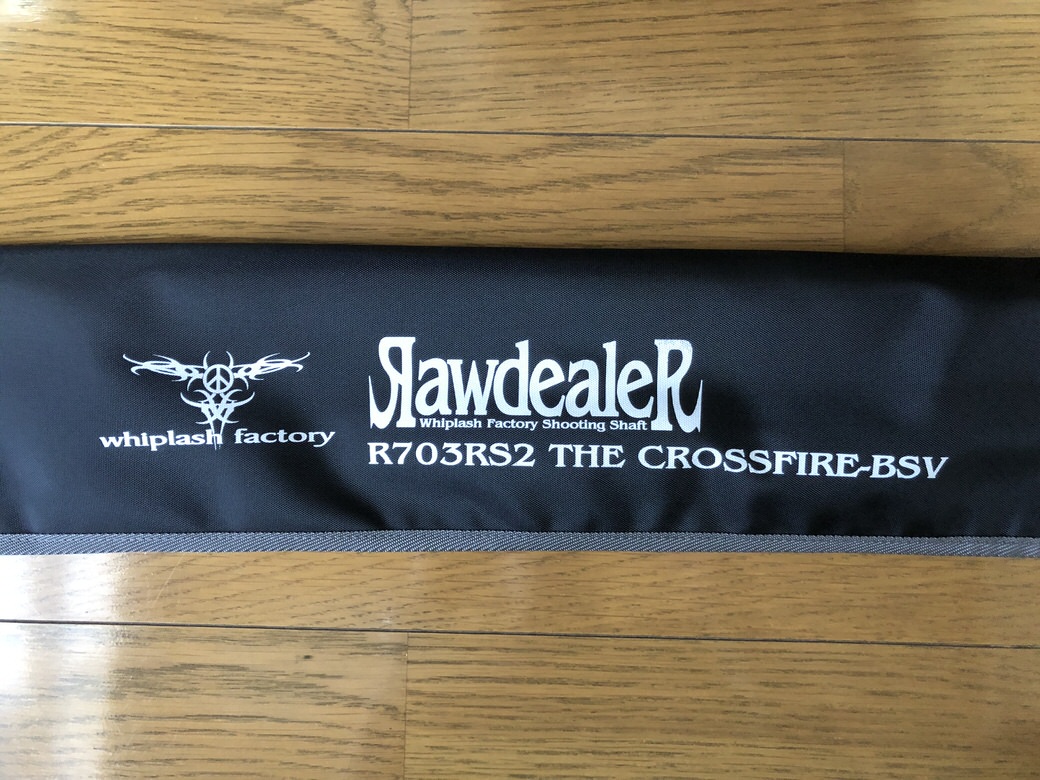 whiplash factory
RawdealeR
Whiplash Factory Shooting Shaft
R703RS2 THE CROSSFIRE-BSV